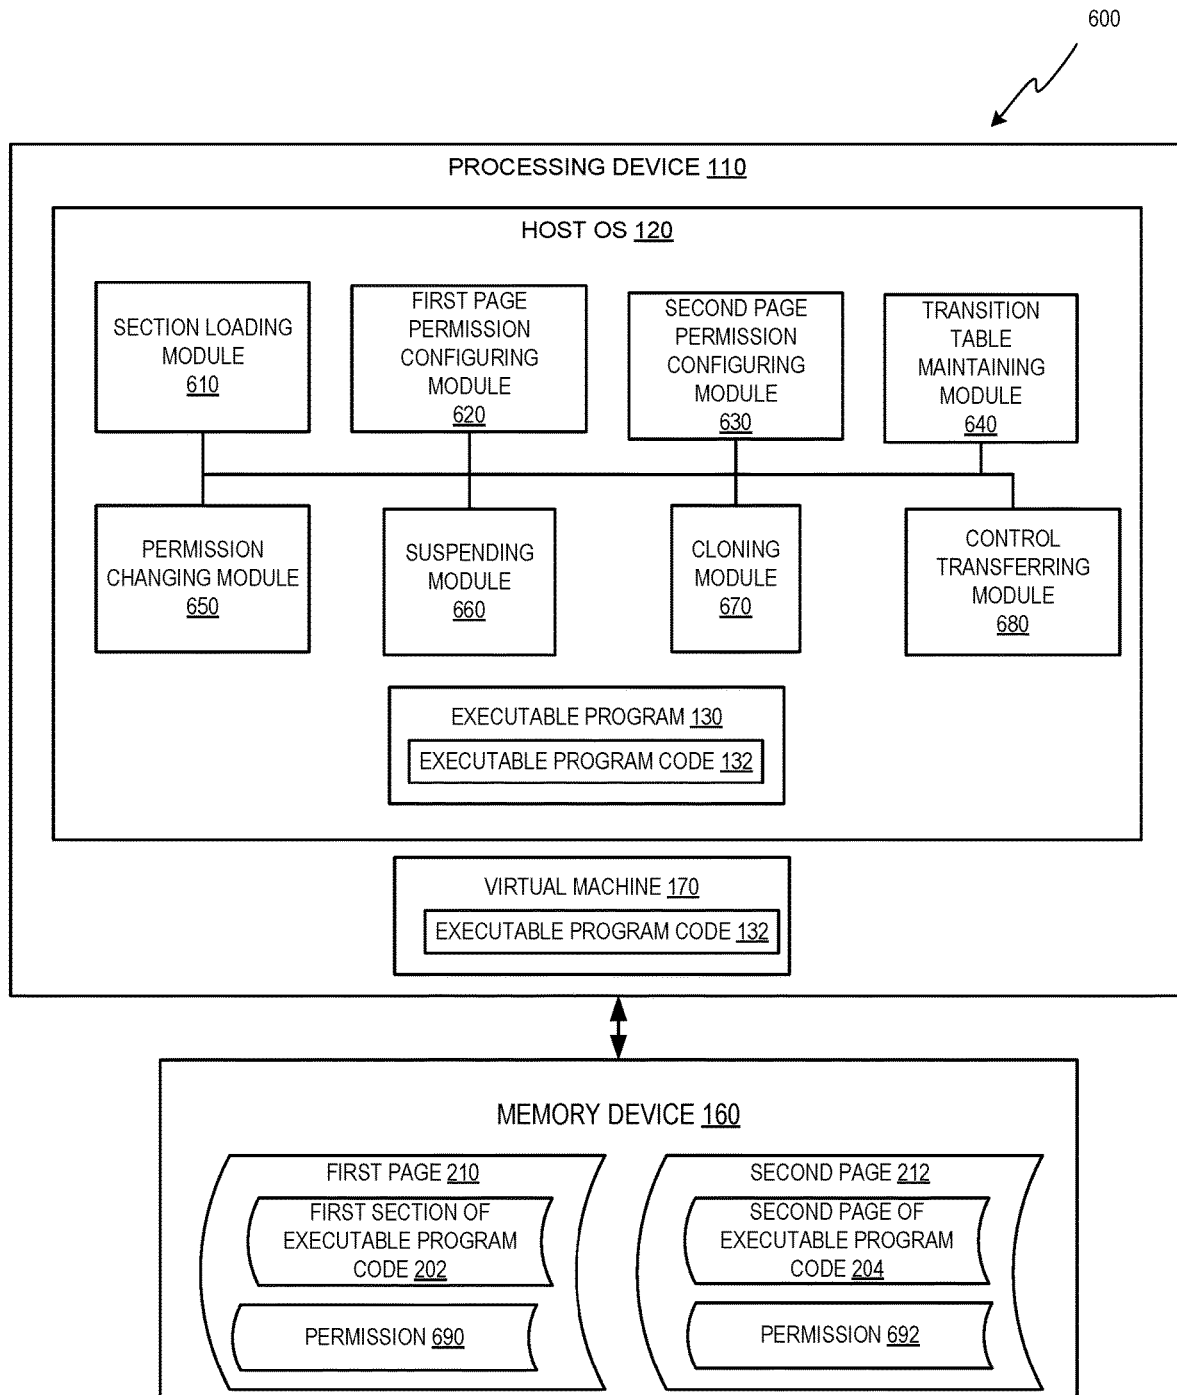 600
PROCESSING DEVICE 110
HOST OS 120
SECTION LOADING
MODULE
610
FIRST PAGE
PERMISSION
CONFIGURING
MODULE
620
SECOND PAGE
PERMISSION
CONFIGURING
MODULE
630
TRANSITION
TABLE
MAINTAINING
MODULE
640
PERMISSION
CHANGING MODULE
650
SUSPENDING
MODULE
660
CLONING
MODULE
670
CONTROL
TRANSFERRING
MODULE
680
EXECUTABLE PROGRAM 130
EXECUTABLE PROGRAM CODE 132
VIRTUAL MACHINE 170
EXECUTABLE PROGRAM CODE 132
MEMORY DEVICE 160
FIRST PAGE 210
FIRST SECTION OF
EXECUTABLE PROGRAM
CODE 202
PERMISSION 690
SECOND PAGE 212
SECOND PAGE OF
EXECUTABLE PROGRAM
CODE 204
PERMISSION 692